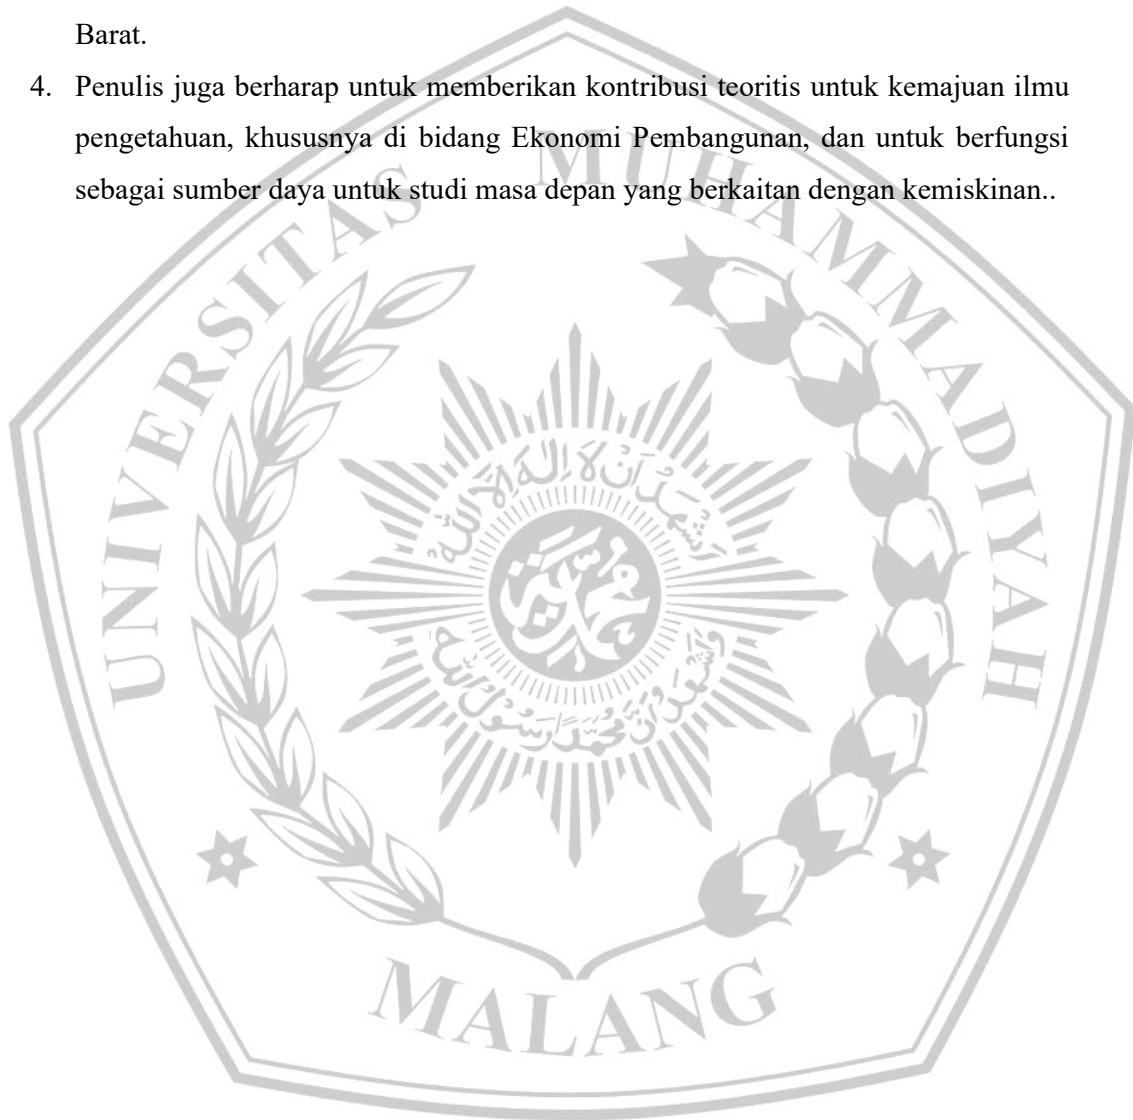 Barat.
4. Penulis juga berharap untuk memberikan kontribusi teoritis untuk kemajuan ilmu
pengetahuan, khususnya di bidang Ekonomi Pembangunan, dan untuk berfungsi
sebagai sumber daya untuk studi masa depan yang berkaitan dengan kemiskinan..
UNIVERSITAS MUHAMMADIYAH
MALANG